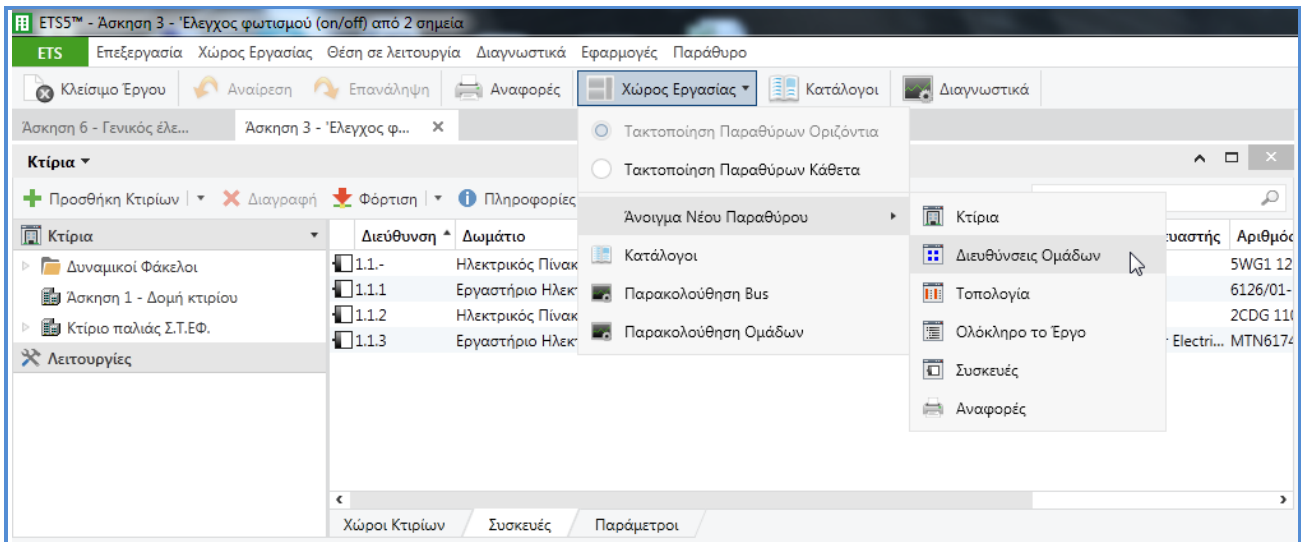 ETS5™ - Άσκηση 3 - 'Ελεγχος φωτισμού (on/off) από 2 σημεία
ETS Επεξεργασία Χώρος Εργασίας Θέση σε λειτουργία Διαγνωστικά Εφαρμογές Παράθυρο
Κλείσιμο Έργου Αναίρεση Επανάληψη Αναφορές Χώρος Εργασίας Κατάλογοι Διαγνωστικά
Άσκηση 6 - Γενικός έλε... Άσκηση 3 - 'Ελεγχος φ...
Τακτοποίηση Παραθύρων Οριζόντια
Κτίρια
Τακτοποίηση Παραθύρων Κάθετα
Προσθήκη Κτιρίων Διαγραφή Φόρτιση Πληροφορίες
Άνοιγμα Νέου Παραθύρου Κτίρια
Κτίρια Διεύθυνση Δωμάτιο υαστής Αριθμός
Κατάλογοι Διευθύνσεις Ομάδων
Δυναμικοί Φάκελοι 1.1.- Ηλεκτρικός Πίνακ 5WG1 12
Άσκηση 1 - Δομή κτιρίου 1.1.1 Εργαστήριο Ηλεκτ Παρακολούθηση Bus Τοπολογία 6126/01-
Κτίριο παλιάς Σ.Τ.ΕΦ. 1.1.2 Ηλεκτρικός Πίνακ 2CDG 110
Παρακολούθηση Ομάδων Ολόκληρο το Έργο
1.1.3 Εργαστήριο Ηλεκτ Electri... MTN6174
Λειτουργίες
Συσκευές
Αναφορές
Χώροι Κτιρίων Συσκευές Παράμετροι